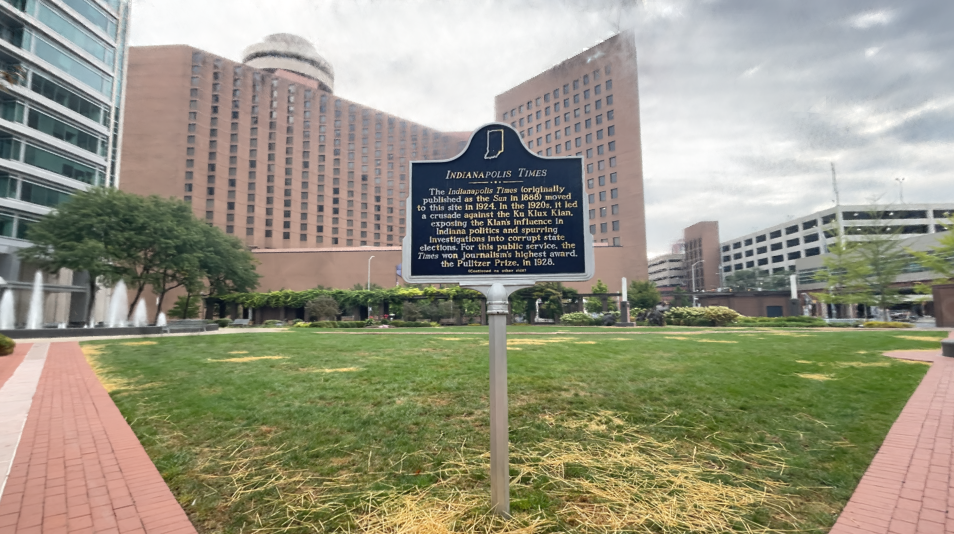 INDIANAPOLIS TIMES
The Indianapolis Times (originally
published as the Sun in 1888) moved
to this site in 1924. In the 1920s, it led
a crusade against the Ku Klux Klan,
exposing the Klan's influence in
Indiana politics and spurring
investigations into corrupt state
elections. For this public service, the
Times won journalism's highest award,
the Pulitzer Prize, in 1928.
(Continued on other side)